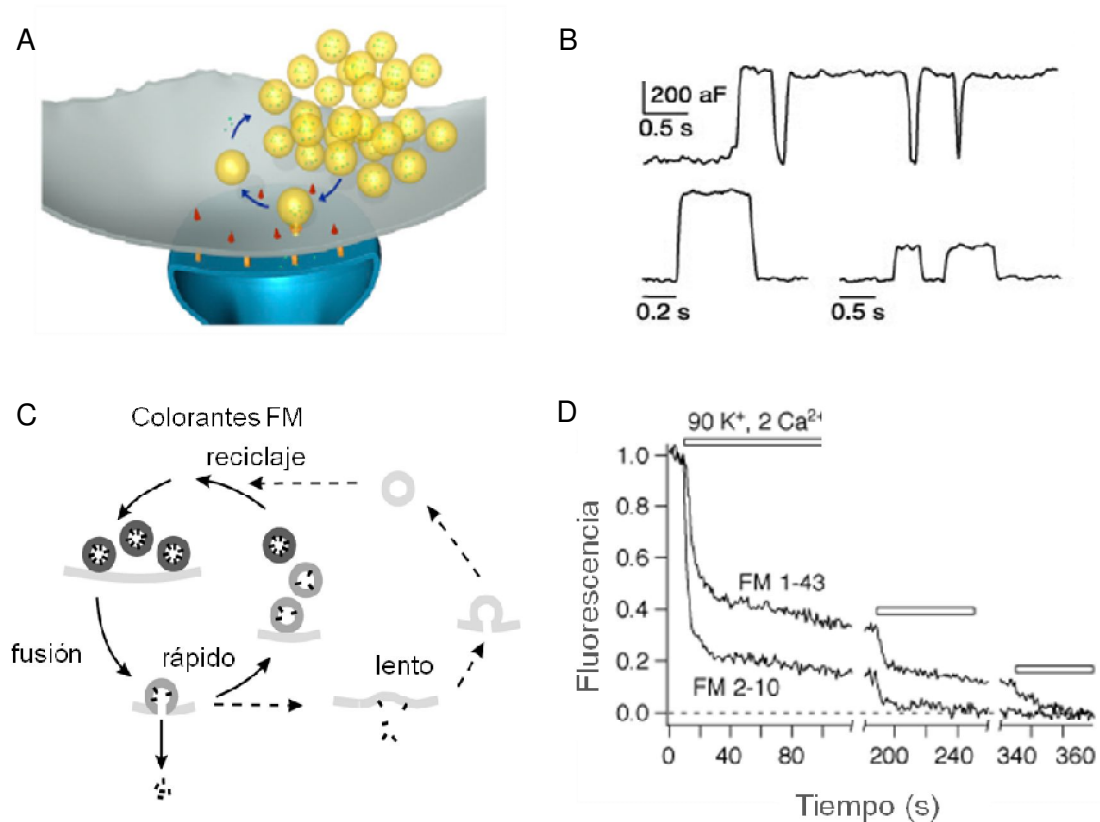 A
B
200 aF
0.5 s
0.2 s
0.5 s
C
Colorantes FM
reciclaje
fusión
rápido
lento
D
90 K⁺, 2 Ca²⁺
1.0
0.8
0.6
0.4
0.2
0.0
Fluorescencia
FM 1-43
FM 2-10
0 40 80 200 240 340 380
Tiempo (s)